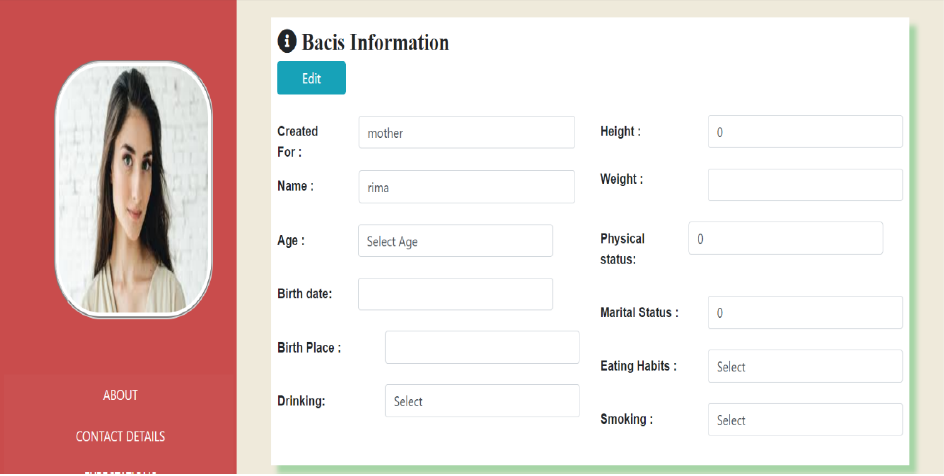 Bacis Information
Edit
Created
For :
mother
Height :
0
Name :
rima
Weight :
Age :
Select Age
Physical
status:
0
Birth date:
Marital Status :
0
Birth Place :
Eating Habits :
Select
Drinking:
Select
Smoking :
Select
ABOUT
CONTACT DETAILS